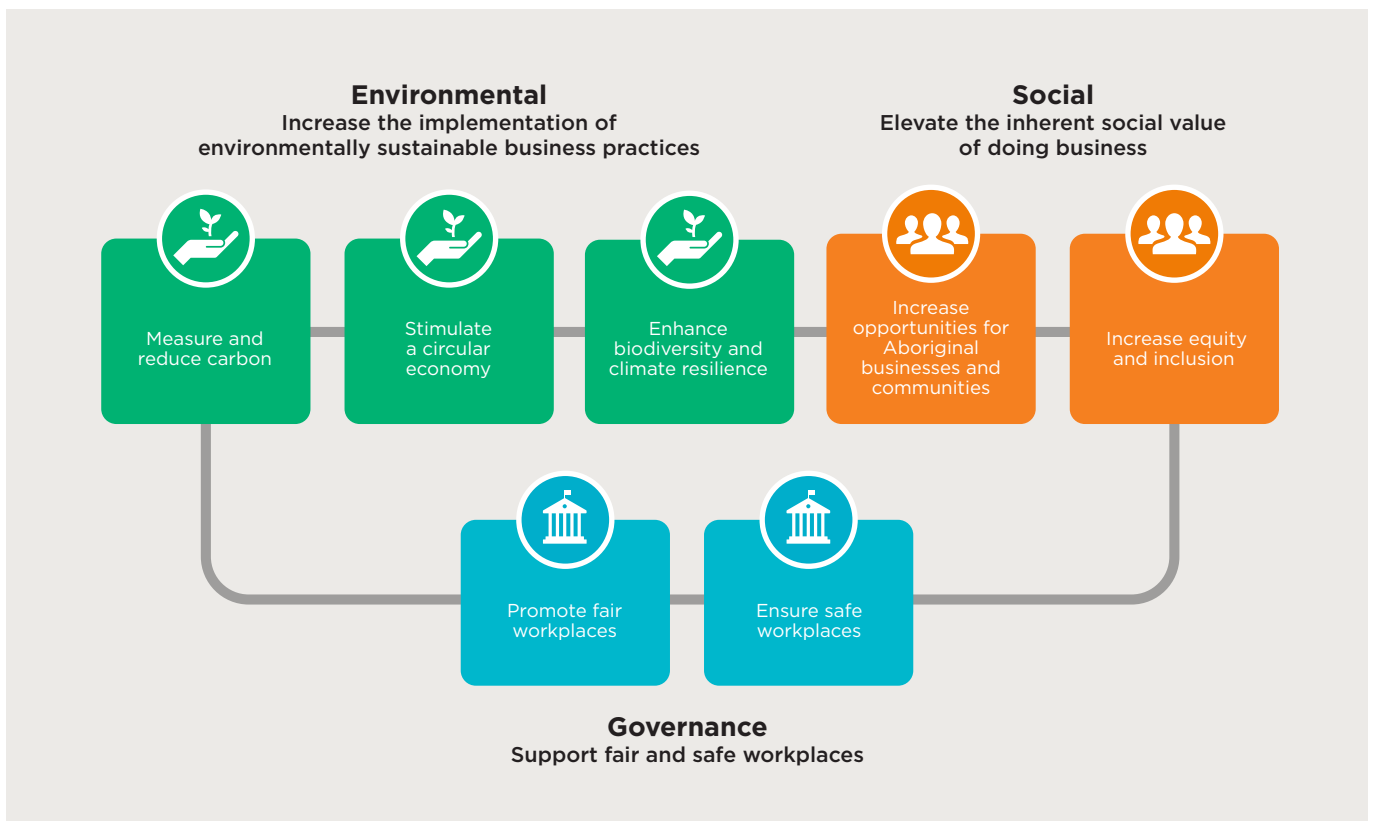 Environmental
Increase the implementation of
environmentally sustainable business practices
Social
Elevate the inherent social value
of doing business
Measure and
reduce carbon
Stimulate
a circular
economy
Enhance
biodiversity and
climate resilience
Increase
opportunities for
Aboriginal
businesses and
communities
Increase equity
and inclusion
Promote fair
workplaces
Ensure safe
workplaces
Governance
Support fair and safe workplaces